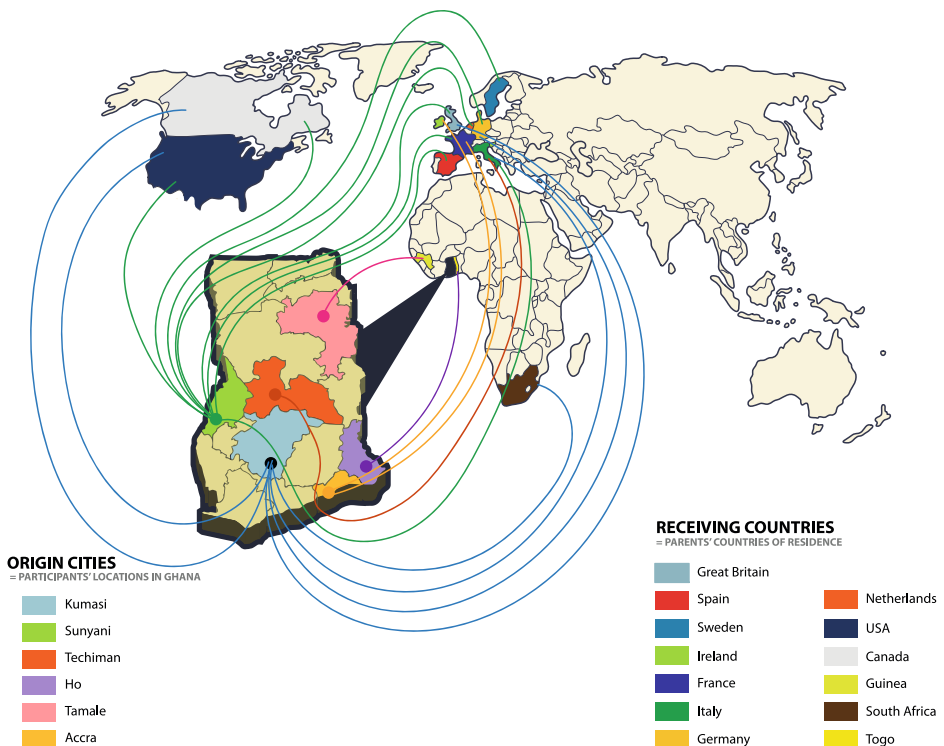 ORIGIN CITIES
= PARTICIPANTS' LOCATIONS IN GHANA
Kumasi
Sunyani
Techiman
Ho
Tamale
Accra
RECEIVING COUNTRIES
= PARENTS' COUNTRIES OF RESIDENCE
Great Britain
Spain
Sweden
Ireland
France
Italy
Germany
Netherlands
USA
Canada
Guinea
South Africa
Togo